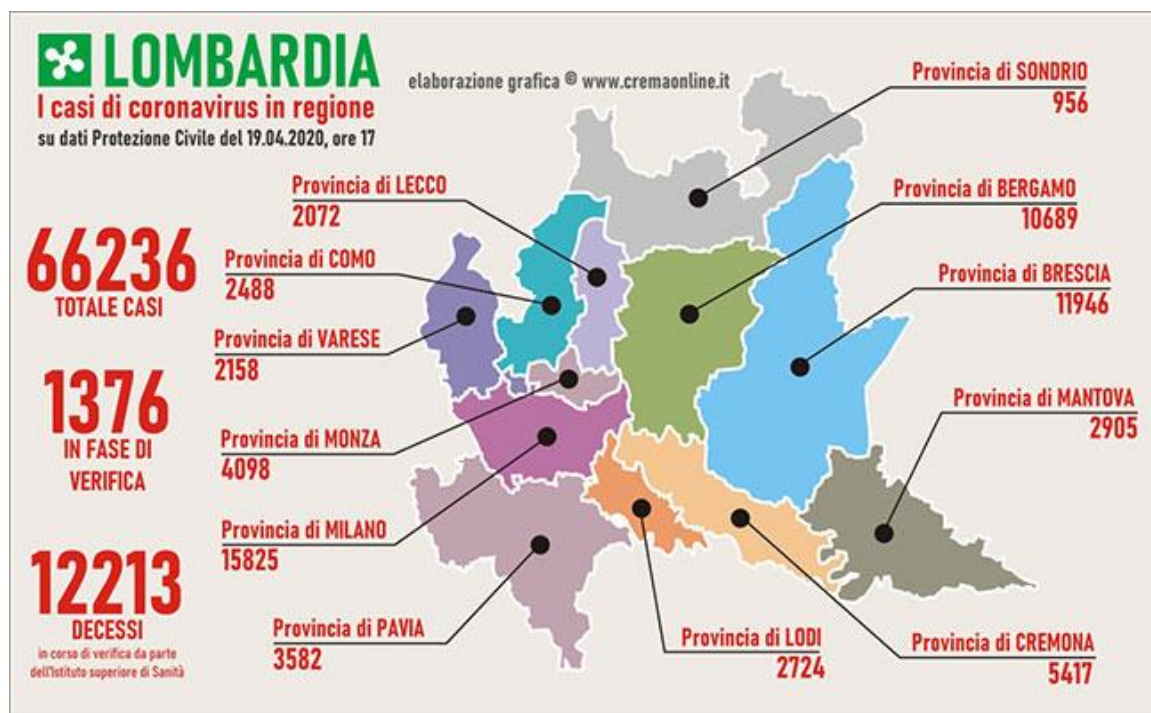 LOMBARDIA
I casi di coronavirus in regione
su dati Protezione Civile del 19.04.2020, ore 17
elaborazione grafica © www.cremaonline.it
66236
TOTALE CASI
1376
IN FASE DI
VERIFICA
12213
DECESSI
in corso di verifica da parte
dell'Istituto superiore di Sanità
Provincia di SONDRIO
956
Provincia di LECCO
2072
Provincia di BERGAMO
10689
Provincia di COMO
2488
Provincia di BRESCIA
11946
Provincia di VARESE
2158
Provincia di MANTOVA
2905
Provincia di MONZA
4098
Provincia di MILANO
15825
Provincia di PAVIA
3582
Provincia di LODI
2724
Provincia di CREMONA
5417